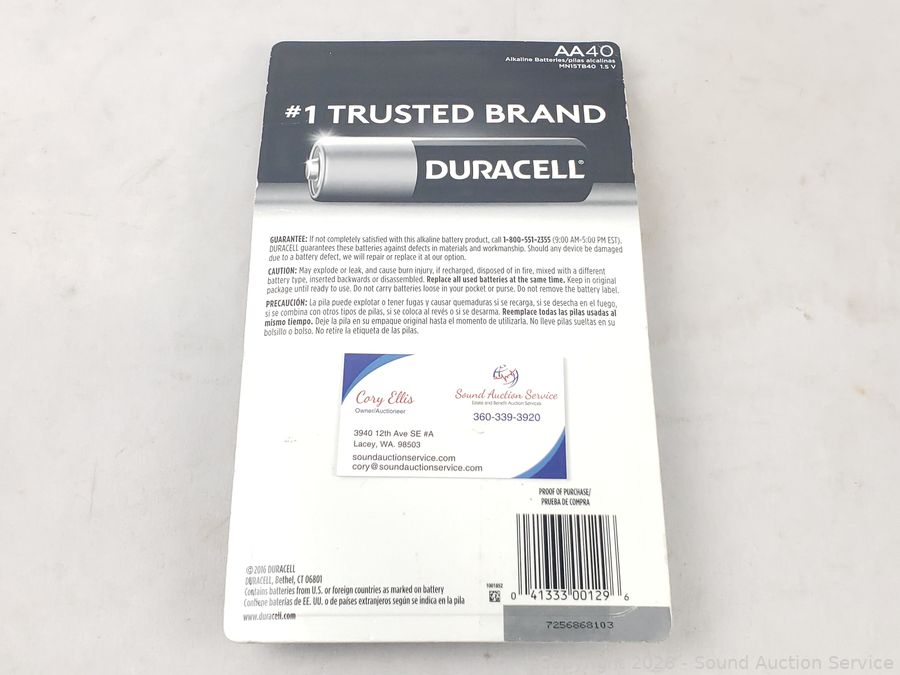 AA40
Alkaline Batteries/pilas alcalinas
MN15TB40 1.5 V
#1 TRUSTED BRAND
DURACELL®
GUARANTEE: If not completely satisfied with this alkaline battery product, call 1-800-551-2355 (9:00 AM-5:00 PM EST).
DURACELL guarantees these batteries against defects in materials and workmanship. Should any device be damaged
due to a battery defect, we will repair or replace it at our option.
CAUTION: May explode or leak, and cause burn injury, if recharged, disposed of in fire, mixed with a different
battery type, inserted backwards or disassembled. Replace all used batteries at the same time. Keep in original
package until ready to use. Do not carry batteries loose in your pocket or purse. Do not remove the battery label.
PRECAUCIÓN: La pila puede explotar o tener fugas y causar quemaduras si se recarga, si se desecha en el fuego,
si se combina con otros tipos de pilas, si se coloca al revés o si se desarma. Reemplace todas las pilas usadas al
mismo tiempo. Deje la pila en su empaque original hasta el momento de utilizarla. No lleve pilas sueltas en su
bolsillo o bolso. No retire la etiqueta de las pilas.
Cory Ellis
Owner/Auctioneer
Sound Auction Service
Estate and Benefit Auction Services
360-339-3920
3940 12th Ave SE #A
Lacey, WA. 98503
soundauctionservice.com
cory@soundauctionservice.com
PROOF OF PURCHASE/
PRUEBA DE COMPRA
© 2016 DURACELL
DURACELL, Bethel, CT 06801
Contains batteries from U.S. or foreign countries as marked on battery
Contiene baterías de EE. UU. o de países extranjeros según se indica en la pila
www.duracell.com
1001852
0 41333 00129 6
7256868103
Copyright 2026 - Sound Auction Service